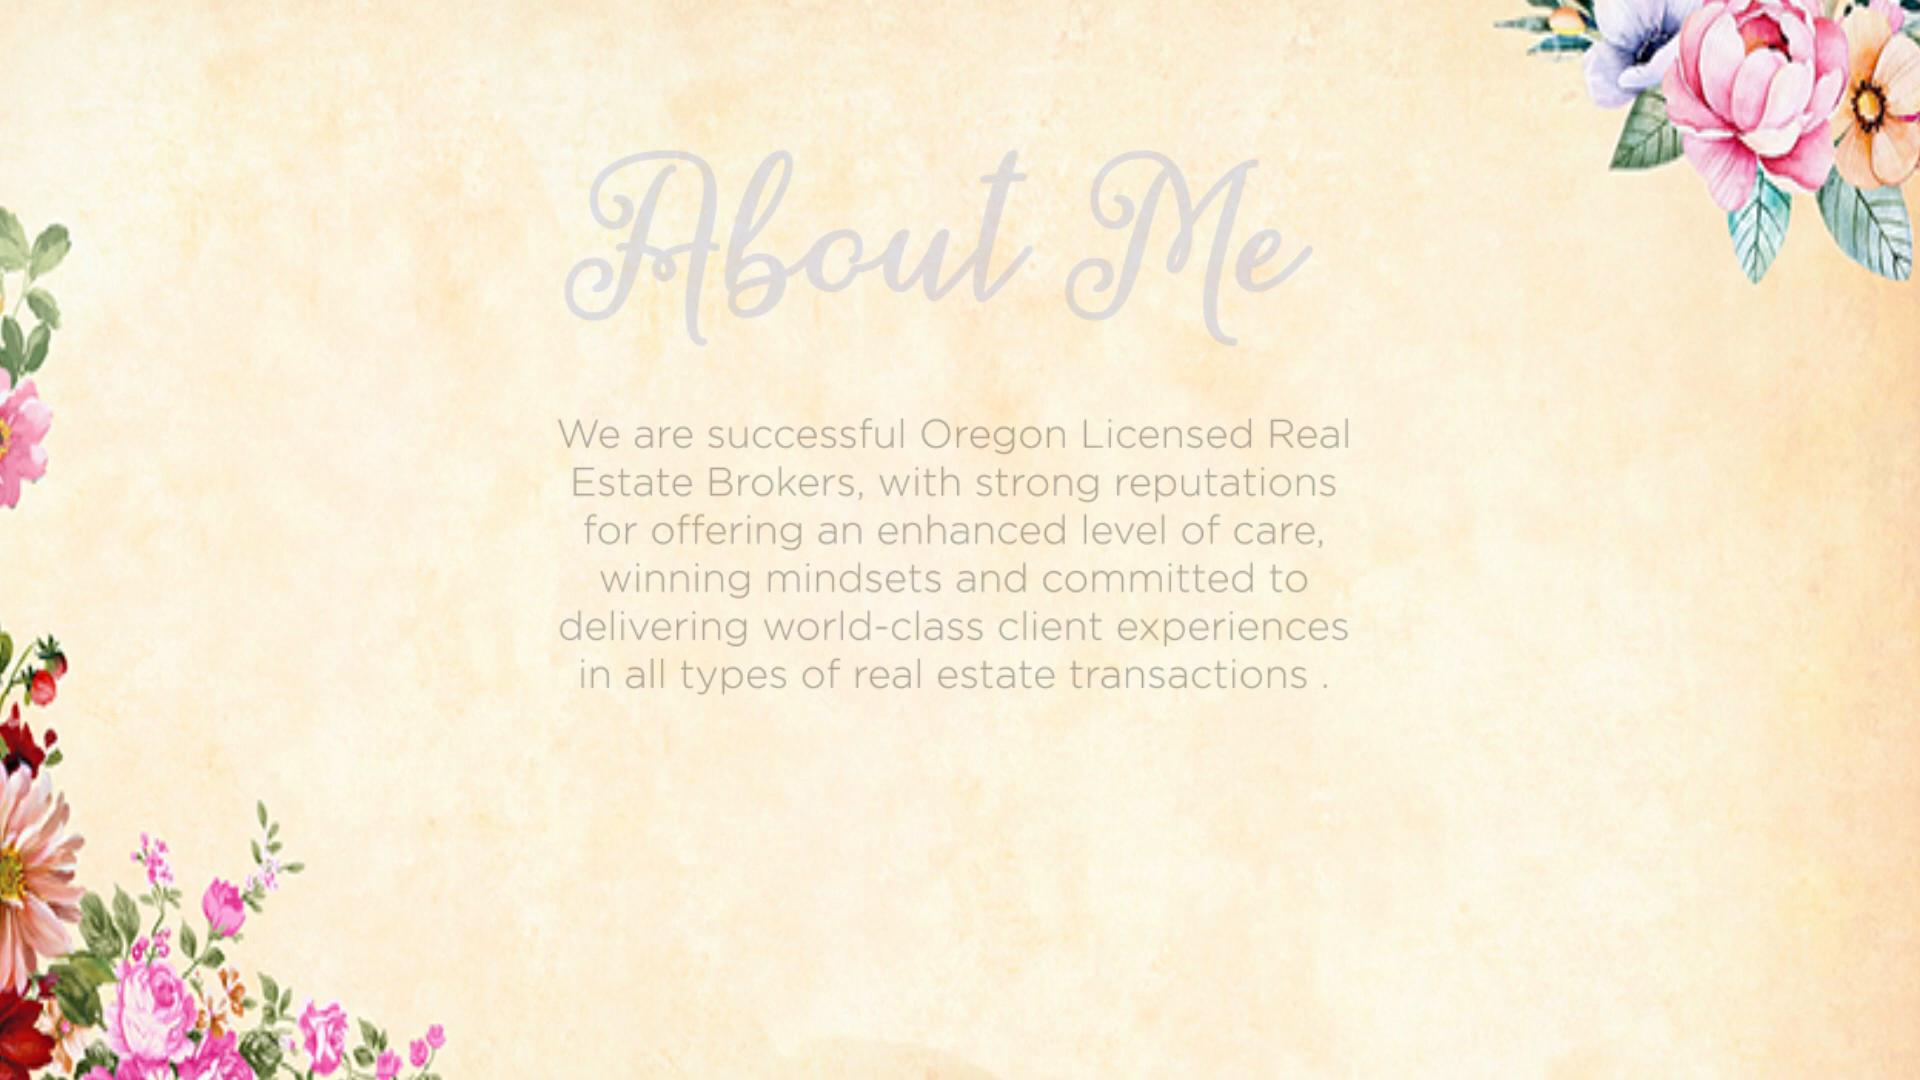 About Me
We are successful Oregon Licensed Real
Estate Brokers, with strong reputations
for offering an enhanced level of care,
winning mindsets and committed to
delivering world-class client experiences
in all types of real estate transactions .